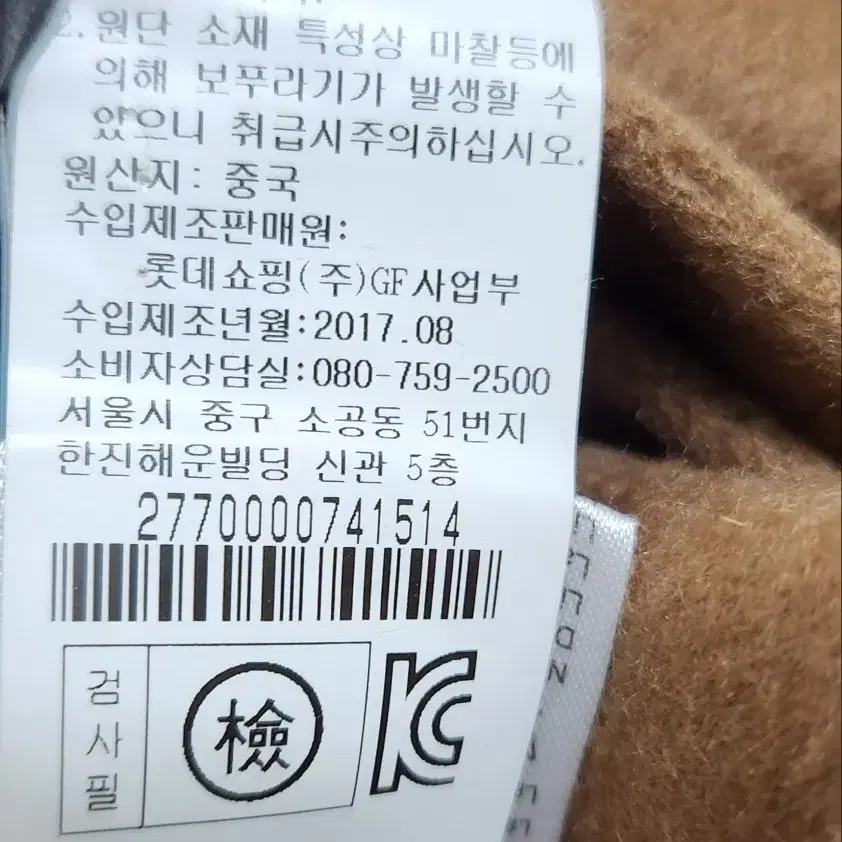 2. 원단 소재 특성상 마찰등에
의해 보푸라기가 발생할 수
있으니 취급시주의하십시오.
원산지: 중국
수입제조판매원:
롯데쇼핑(주)GF사업부
수입제조년월:2017.08
소비자상담실:080-759-2500
서울시 중구 소공동 51번지
한진해운빌딩 신관 5층
2770000741514
검사필
檢
KC